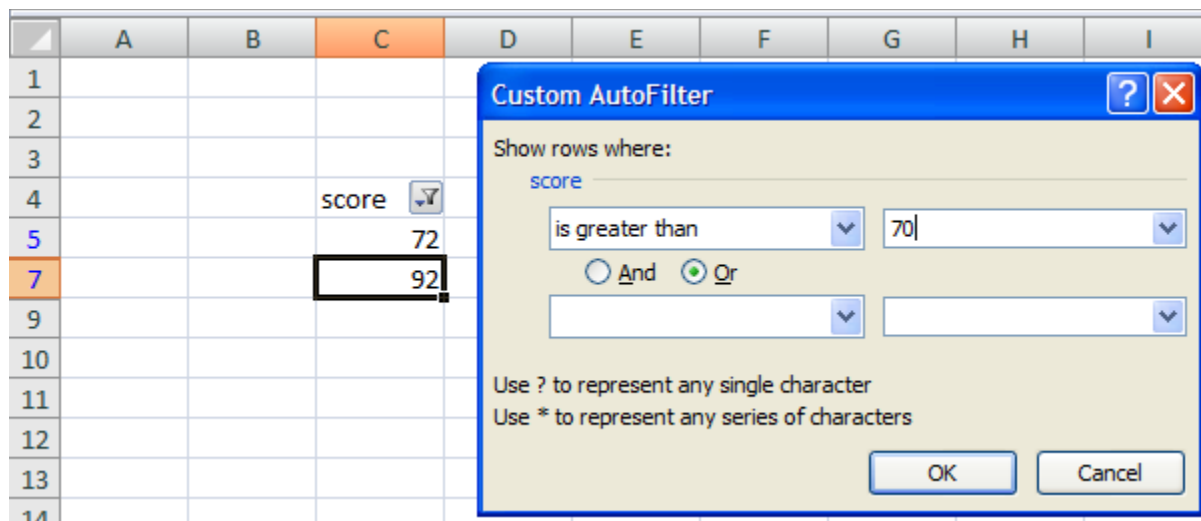 A B C D E F G H I
1
2
3
4 score
5 72
7 92
9
10
11
12
13
14
Custom AutoFilter
Show rows where:
score
is greater than 70
And Or
Use ? to represent any single character
Use * to represent any series of characters
OK Cancel